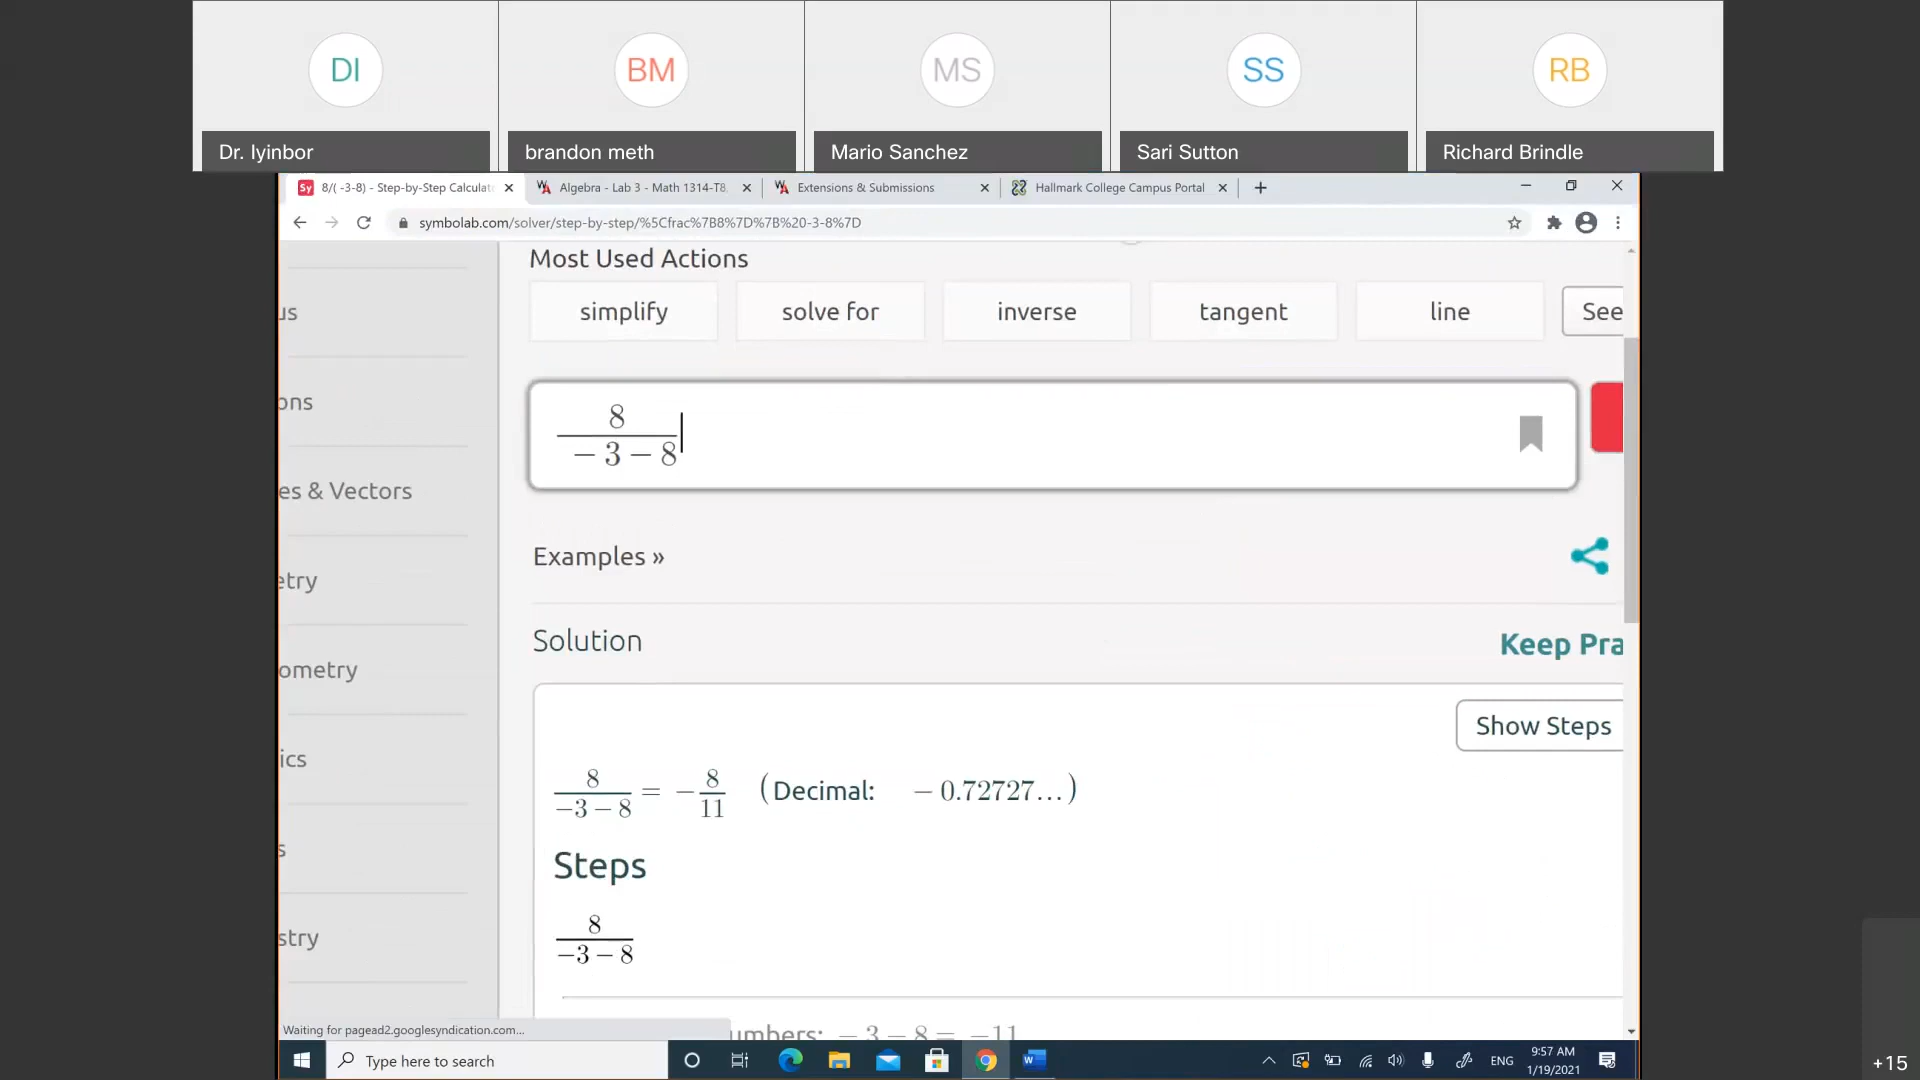 DI
BM
MS
SS
RB
Dr. Iyinbor
brandon meth
Mario Sanchez
Sari Sutton
Richard Brindle
Sy 8/( -3-8) - Step-by-Step Calculat
Algebra - Lab 3 - Math 1314-T8
Extensions & Submissions
Hallmark College Campus Portal
symbolab.com/solver/step-by-step/%5Cfrac%7B8%7D%7B%20-3-8%7D
Most Used Actions
us
simplify
solve for
inverse
tangent
line
See
ons
8
− 3 − 8
es & Vectors
Examples »
etry
Solution
Keep Pra
ometry
Show Steps
ics
8/(−3 − 8) = − 8/11 (Decimal: − 0.72727...)
s
Steps
8
−3 − 8
stry
Waiting for pagead2.googlesyndication.com...
umbers: − 3 − 8 = −11
Type here to search
ENG
9:57 AM
1/19/2021
+15